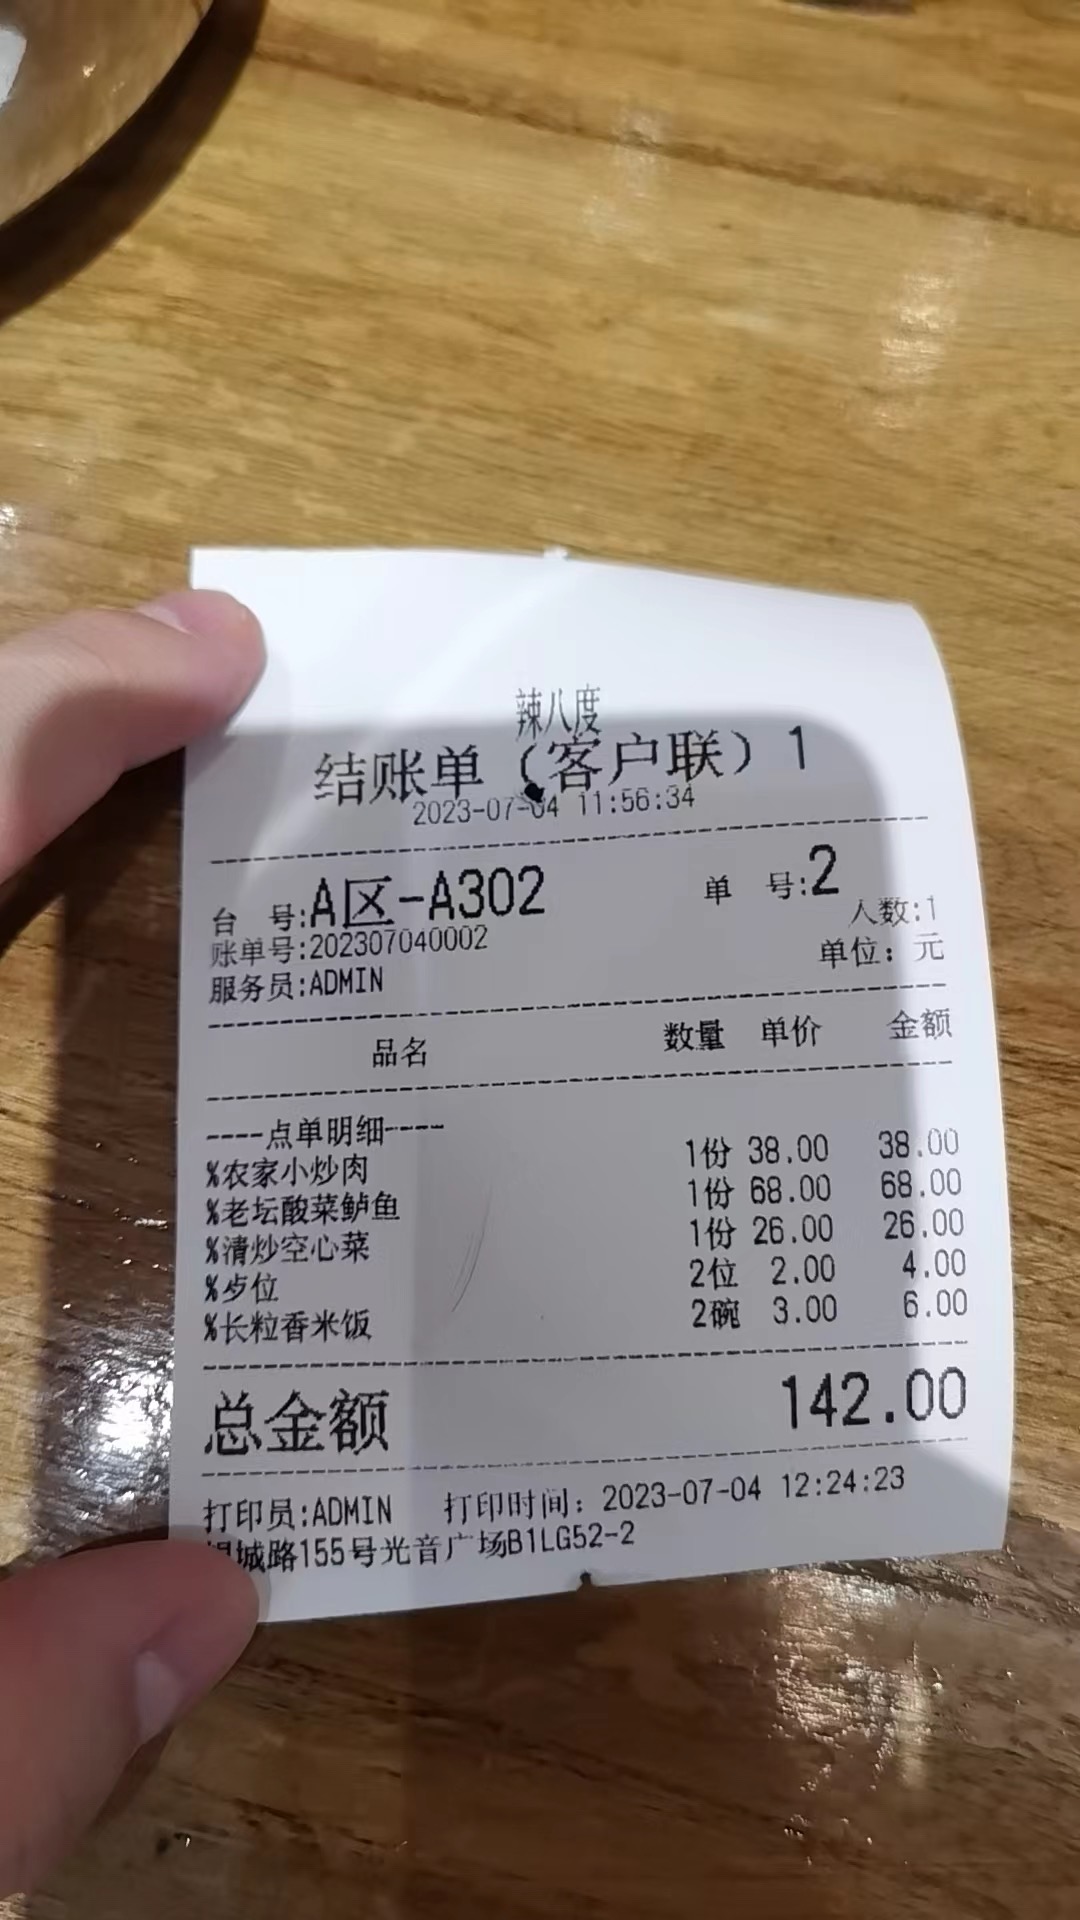 辣八度
结账单（客户联）1
2023-07-04 11:56:34
台 号:A区-A302 单 号:2
账单号:202307040002 人数:1
服务员:ADMIN 单位：元
品名 数量 单价 金额
----点单明细----
%农家小炒肉 1份 38.00 38.00
%老坛酸菜鲈鱼 1份 68.00 68.00
%清炒空心菜 1份 26.00 26.00
%歺位 2位 2.00 4.00
%长粒香米饭 2碗 3.00 6.00
总金额 142.00
打印员:ADMIN 打印时间：2023-07-04 12:24:23
城路155号光音广场B1LG52-2